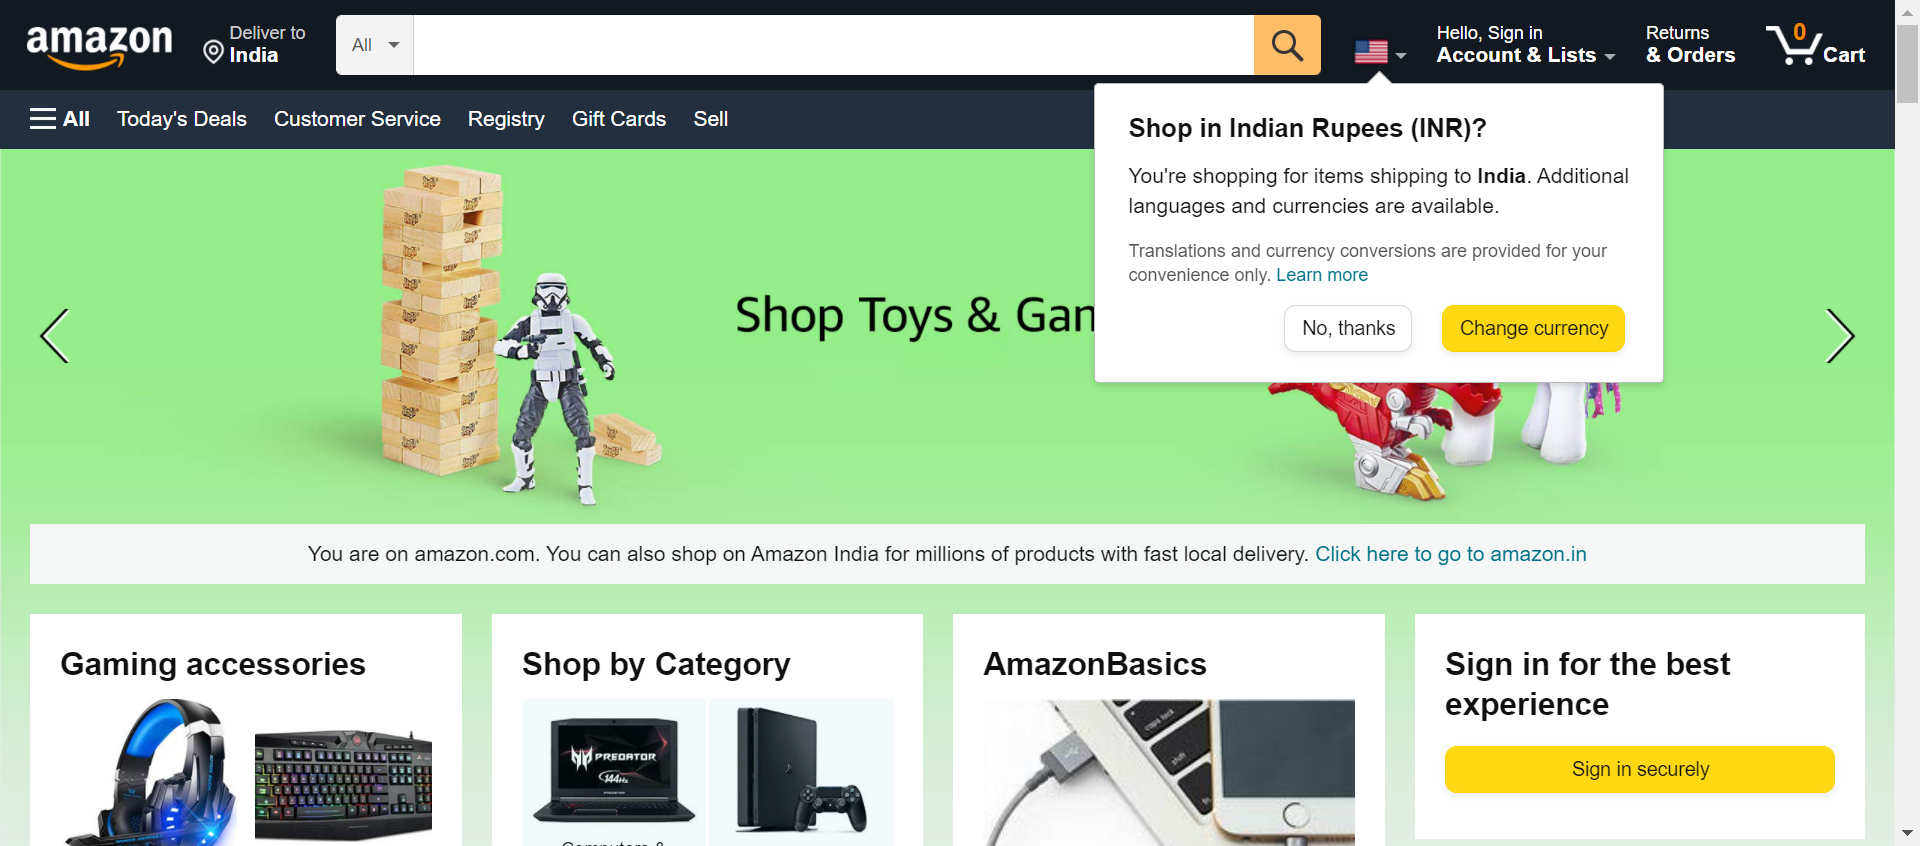 amazon
Deliver to
India
All
Hello, Sign in
Account & Lists
Returns
& Orders
0
Cart
All
Today's Deals
Customer Service
Registry
Gift Cards
Sell
Shop in Indian Rupees (INR)?
You're shopping for items shipping to India. Additional
languages and currencies are available.
Translations and currency conversions are provided for your
convenience only. Learn more
No, thanks
Change currency
Shop Toys &
You are on amazon.com. You can also shop on Amazon India for millions of products with fast local delivery. Click here to go to amazon.in
Gaming accessories
Shop by Category
AmazonBasics
Sign in for the best
experience
Sign in securely
PREDATOR
144Hz
PREDATOR
caps lock
shift